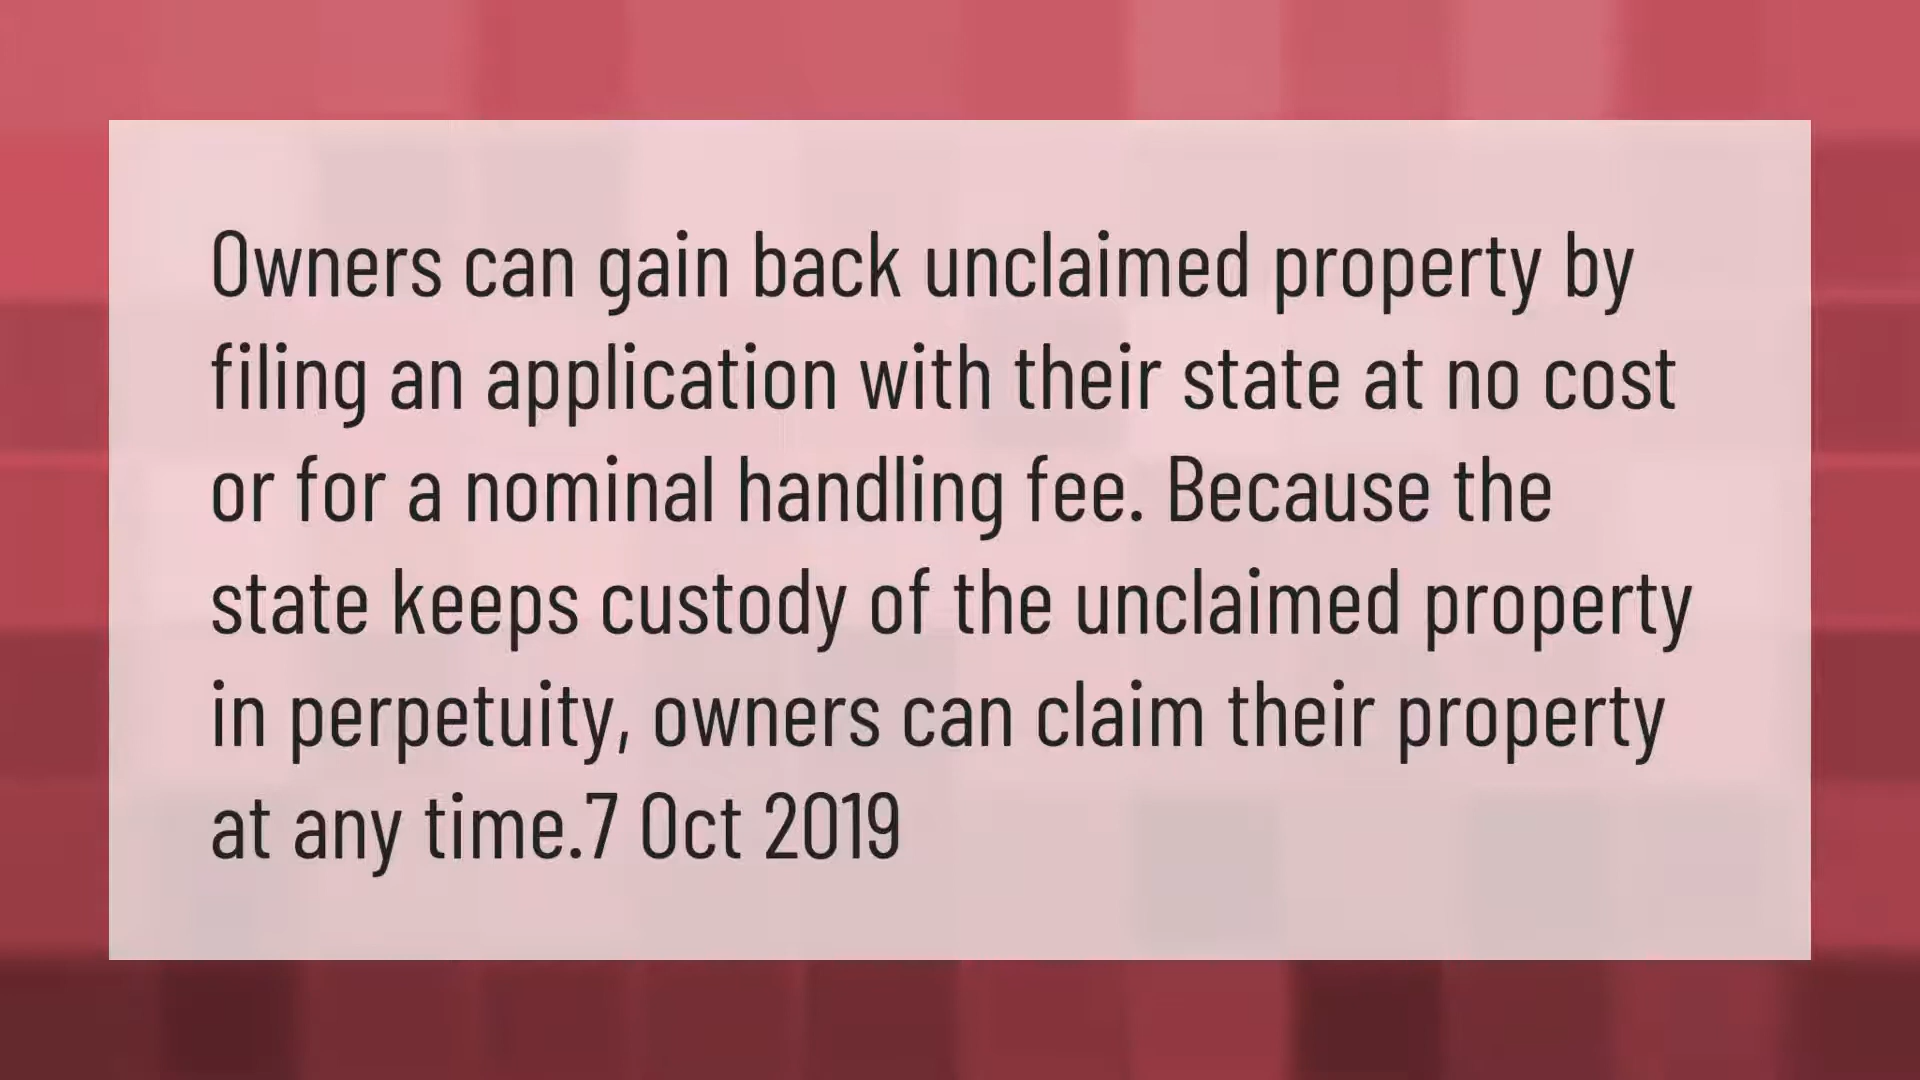 Owners can gain back unclaimed property by
filing an application with their state at no cost
or for a nominal handling fee. Because the
state keeps custody of the unclaimed property
in perpetuity, owners can claim their property
at any time.7 Oct 2019